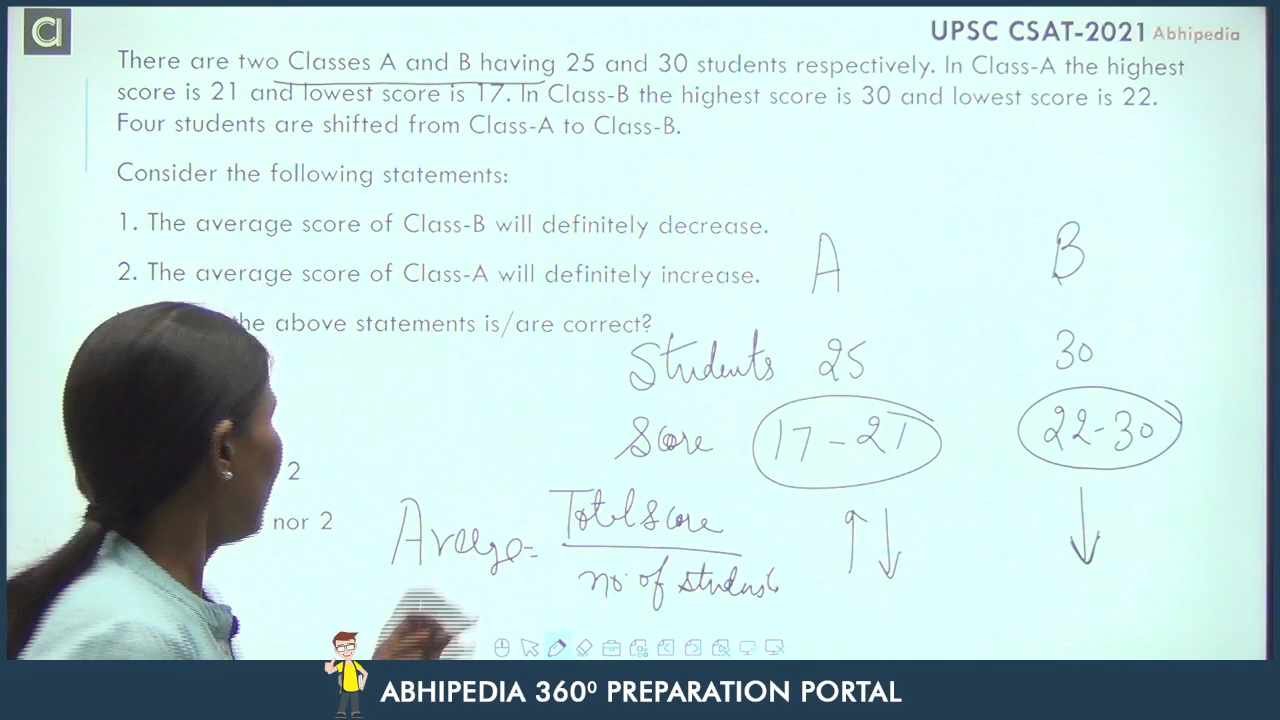 UPSC CSAT-2021 Abhipedia
There are two Classes A and B having 25 and 30 students respectively. In Class-A the highest
score is 21 and lowest score is 17. In Class-B the highest score is 30 and lowest score is 22.
Four students are shifted from Class-A to Class-B.
Consider the following statements:
1. The average score of Class-B will definitely decrease.
2. The average score of Class-A will definitely increase.
the above statements is/are correct?
A B
Students 25 30
Score 17-21 22-30
2
nor 2
Total score
no. of
ABHIPEDIA 360⁰ PREPARATION PORTAL